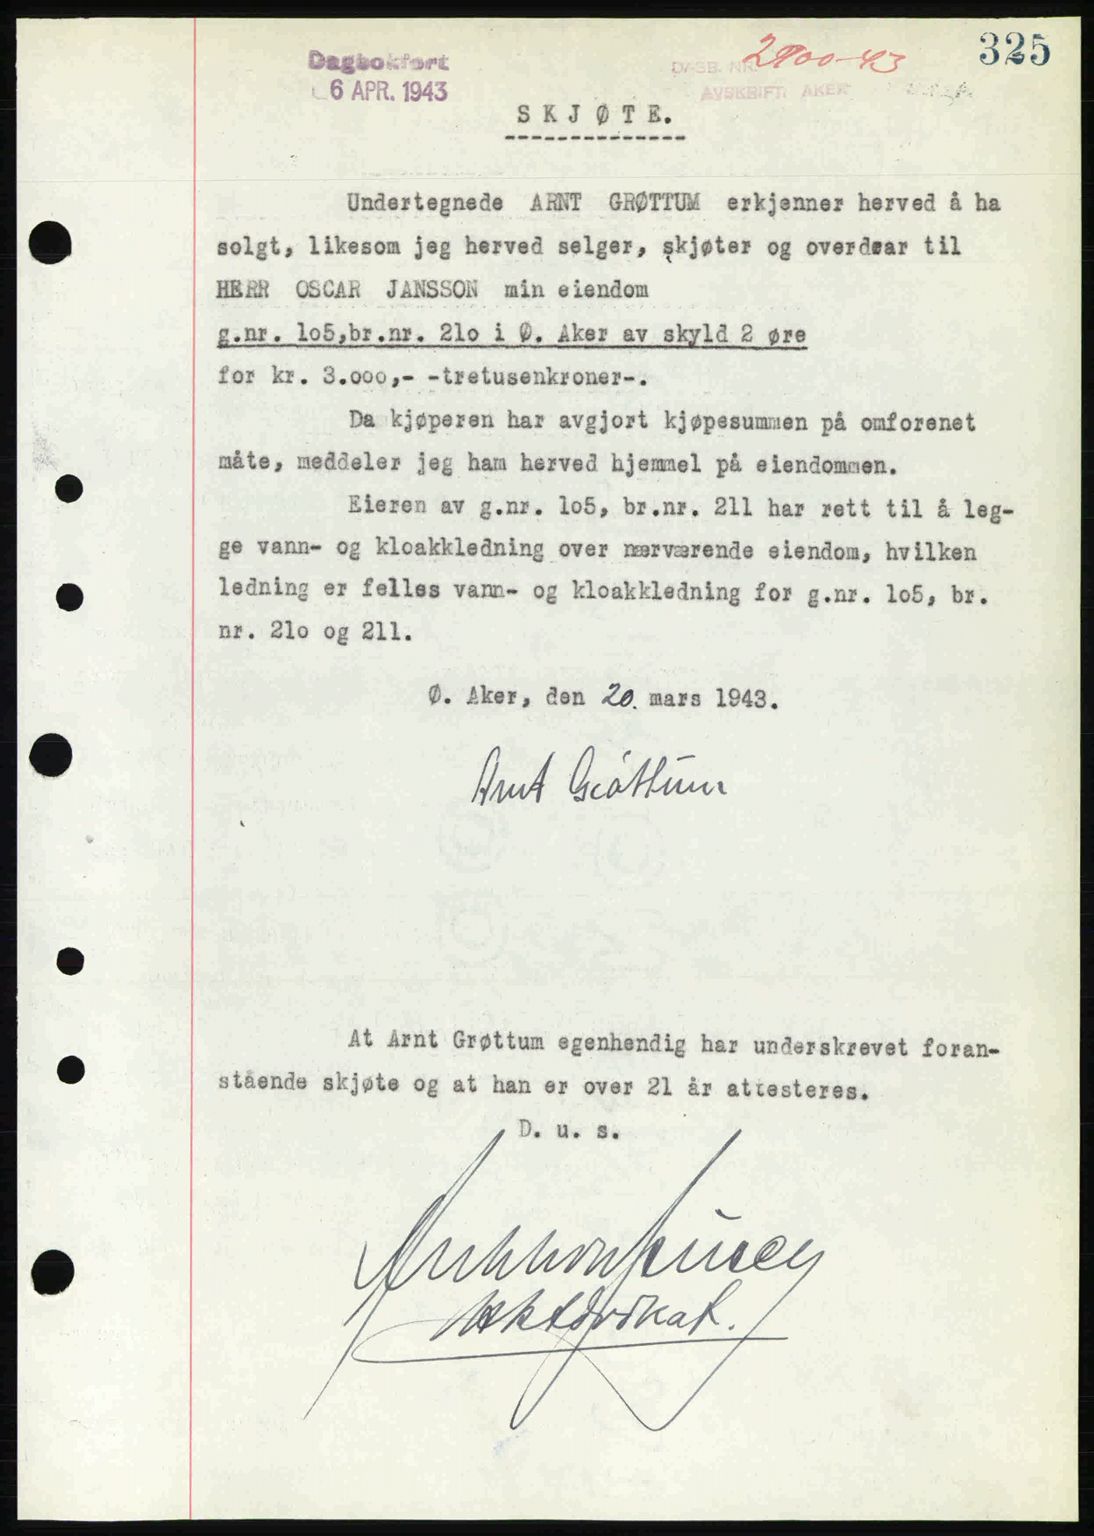 325
Dagbokført
6 APR. 1943
DAGB. NR. 2900-43
AVSKRIFT: AKER
SKJØTE.
Undertegnede ARNT GRØTTUM erkjenner herved å ha
solgt, likesom jeg herved selger, skjøter og overdrar til
HERR OSCAR JANSSON min eiendom
g.nr. 1o5,br.nr. 21o i Ø. Aker av skyld 2 øre
for kr. 3.ooo,- -tretusenkroner-.
Da kjøperen har avgjort kjøpesummen på omforenet
måte, meddeler jeg ham herved hjemmel på eiendommen.
Eieren av g.nr. 1o5, br.nr. 211 har rett til å leg-
ge vann- og kloakkledning over nærværende eiendom, hvilken
ledning er felles vann- og kloakkledning for g.nr. 1o5, br.
nr. 21o og 211.
Ø. Aker, den 20. mars 1943.
Arnt Grøttum
At Arnt Grøttum egenhendig har underskrevet foran-
stående skjøte og at han er over 21 år attesteres.
D. u. s.